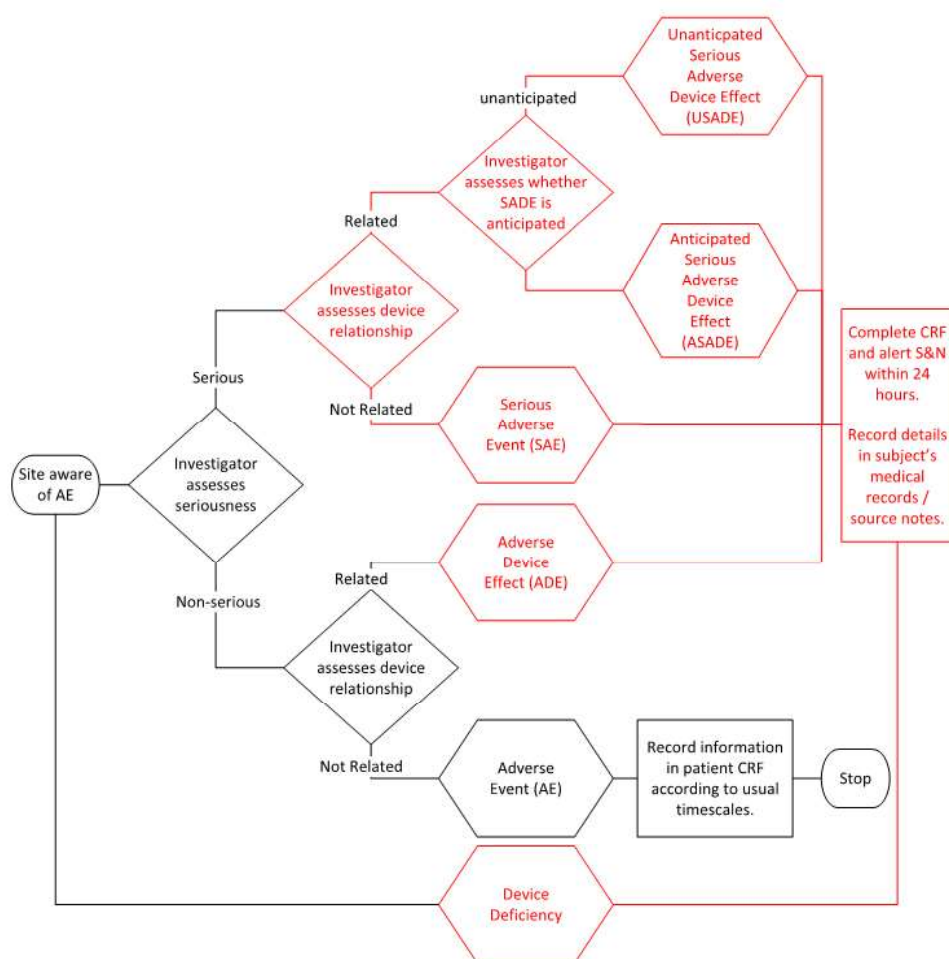 Unanticpated
Serious
Adverse
Device Effect
(USADE)
unanticipated
Investigator
assesses whether
SADE is
anticipated
Related
Anticipated
Serious
Adverse
Device
Effect
(ASADE)
Investigator
assesses device
relationship
Complete CRF
and alert S&N
within 24
hours.
Record details
in subject's
medical
records /
source notes.
Serious
Not Related
Serious
Adverse
Event (SAE)
Site aware
of AE
Investigator
assesses
seriousness
Adverse
Device
Effect (ADE)
Related
Non-serious
Investigator
assesses device
relationship
Not Related
Adverse
Event (AE)
Record information
in patient CRF
according to usual
timescales.
Stop
Device
Deficiency